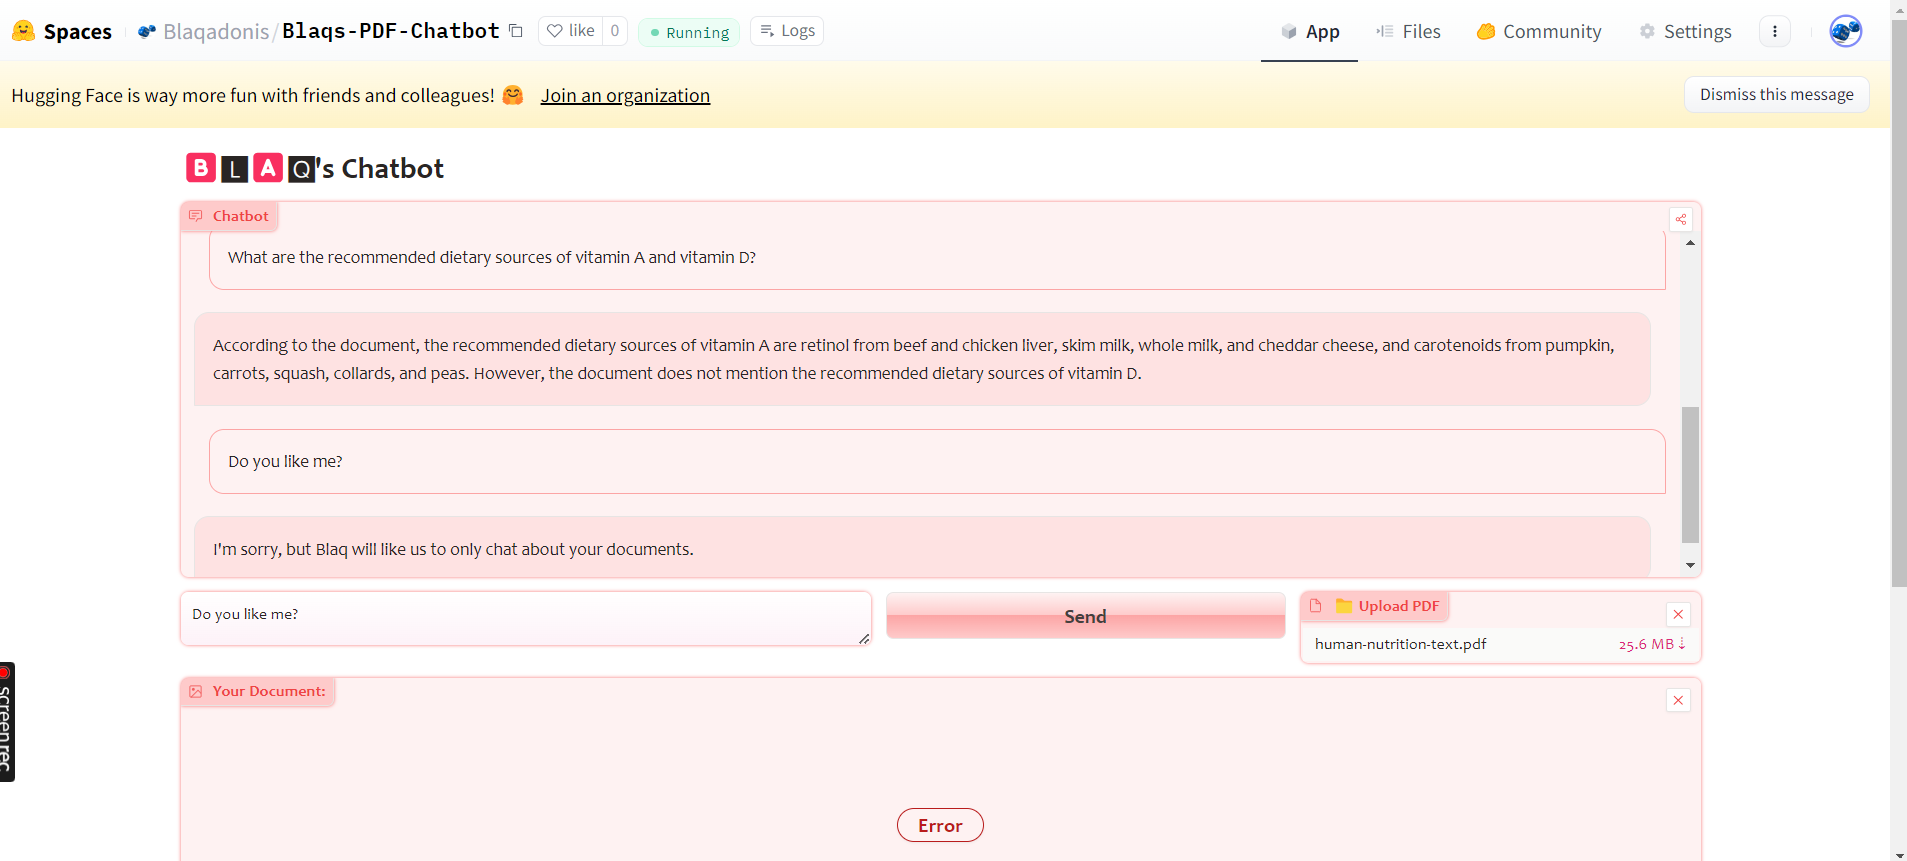 Spaces
Blaqadonis/Blaqs-PDF-Chatbot
like 0
Running
Logs
App
Files
Community
Settings
Hugging Face is way more fun with friends and colleagues! 🤗 Join an organization
Dismiss this message
🅱🅻🅰🆀's Chatbot
Chatbot
What are the recommended dietary sources of vitamin A and vitamin D?
According to the document, the recommended dietary sources of vitamin A are retinol from beef and chicken liver, skim milk, whole milk, and cheddar cheese, and carotenoids from pumpkin,
carrots, squash, collards, and peas. However, the document does not mention the recommended dietary sources of vitamin D.
Do you like me?
I'm sorry, but Blaq will like us to only chat about your documents.
Do you like me?
Send
Upload PDF
human-nutrition-text.pdf
25.6 MB ⇣
screenrec
Your Document:
Error